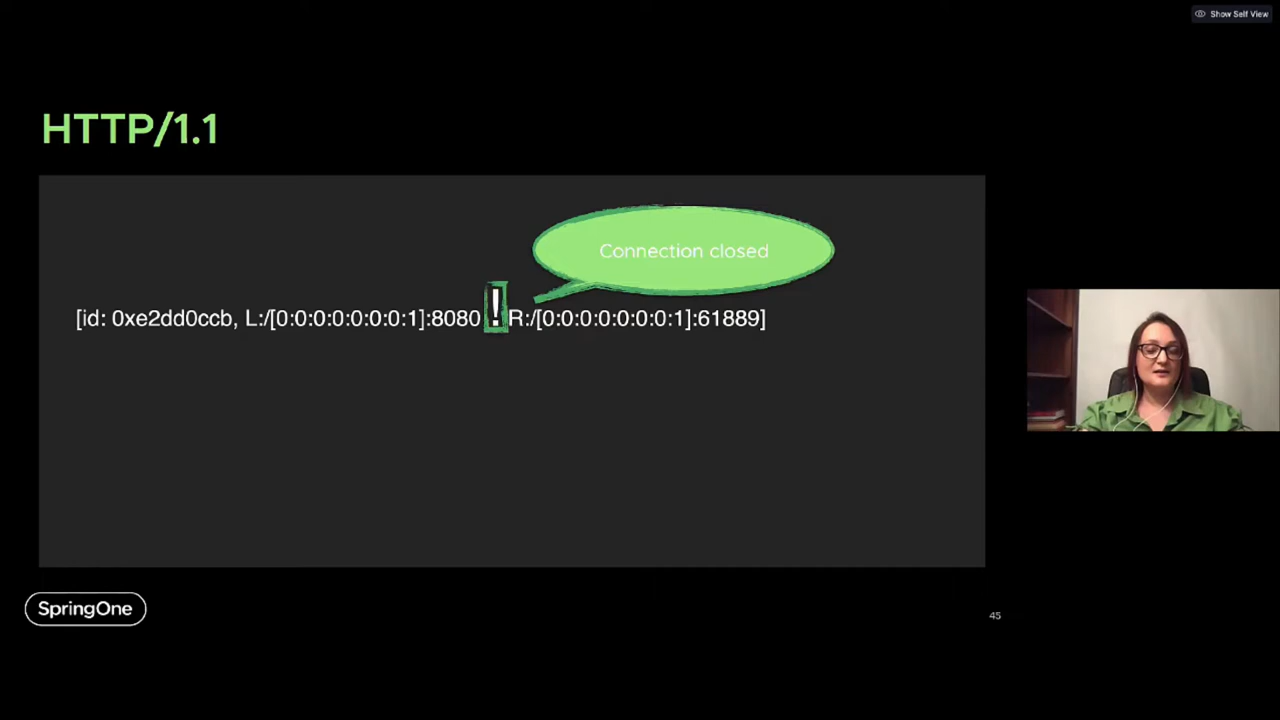 Show Self View
HTTP/1.1
Connection closed
[id: 0xe2dd0ccb, L:/[0:0:0:0:0:0:0:1]:8080 ! R:/[0:0:0:0:0:0:0:1]:61889]
SpringOne
45